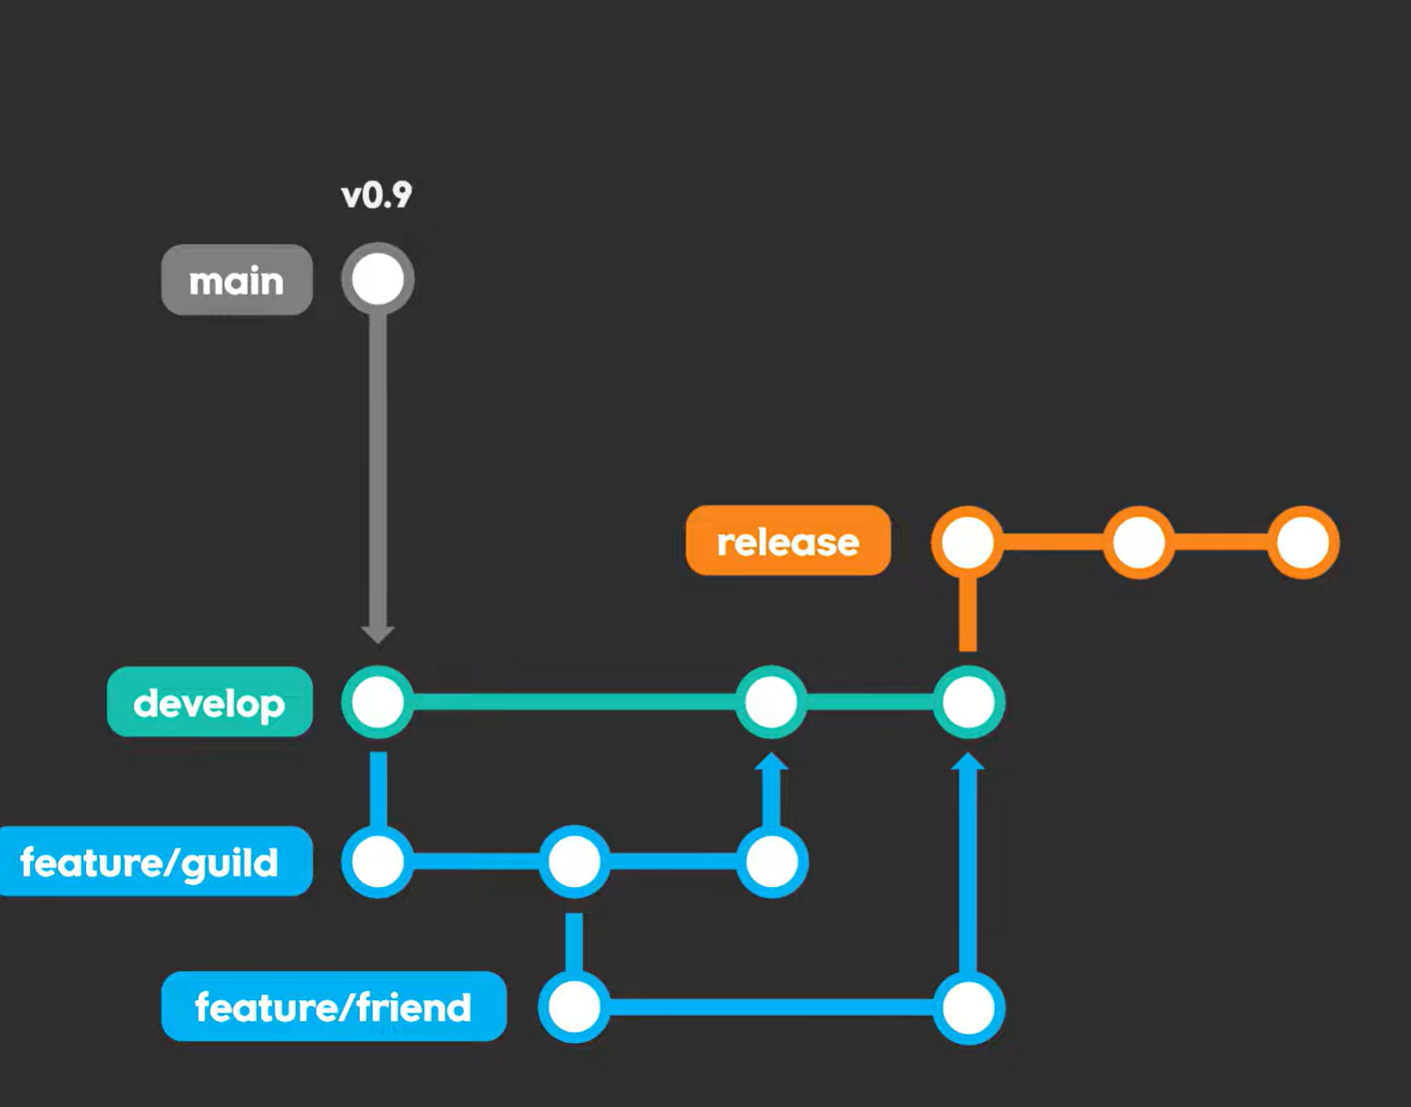 v0.9
main
release
develop
feature/guild
feature/friend